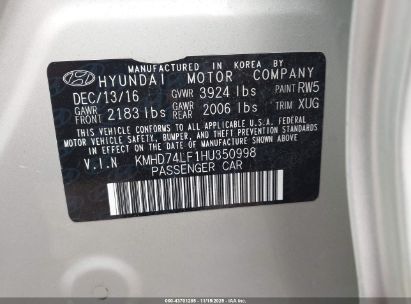 MANUFACTURED IN KOREA BY
HYUNDAI MOTOR COMPANY
DEC/13/16 GVWR 3924 lbs PAINT RW5
GAWR FRONT 2183 lbs GAWR REAR 2006 lbs TRIM XUG
THIS VEHICLE CONFORMS TO ALL APPLICABLE U.S.A. FEDERAL
MOTOR VEHICLE SAFETY, BUMPER, AND THEFT PREVENTION
STANDARDS IN EFFECT ON THE DATE OF MANUFACTURE SHOWN ABOVE.
V.I.N KMHD74LF1HU350998
PASSENGER CAR